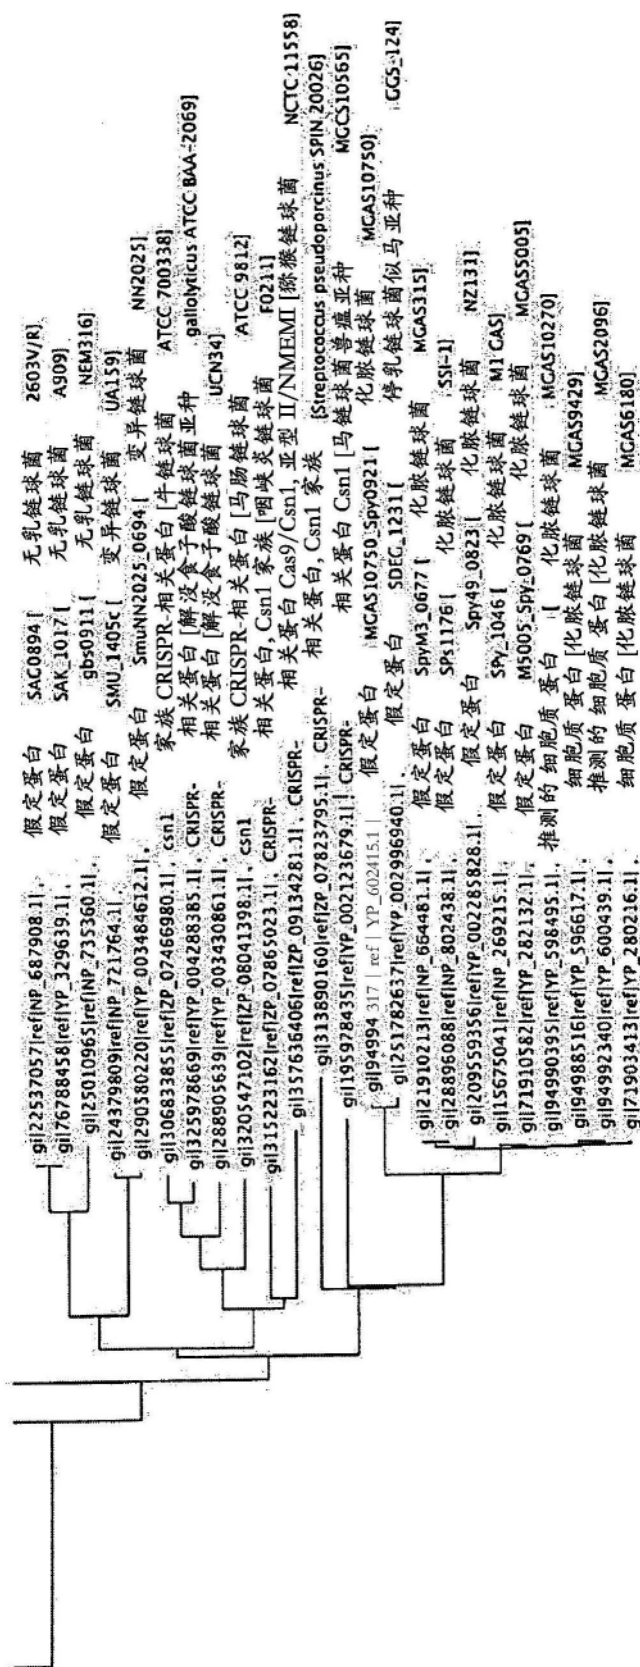 gi|22537057|ref|NP_687908.1|, 假定蛋白 SAG0894 [ 无乳链球菌 2603V/R]
gi|76788458|ref|YP_329639.1|, 假定蛋白 SAK_1017 [ 无乳链球菌 A909]
gi|25010965|ref|NP_735360.1|, 假定蛋白 gbs0911 [ 无乳链球菌 NEM316]
gi|24379809|ref|NP_721764.1|, 假定蛋白 SMU_1405c [ 变异链球菌 UA159]
gi|290580220|ref|YP_003484612.1|, 假定蛋白 SmuNN2025_0694 [ 变异链球菌 NN2025]
gi|306833855|ref|ZP_07466980.1|, csn1 家族 CRISPR-相关蛋白 [牛链球菌 ATCC 700338]
gi|325978669|ref|YP_004288385.1|, CRISPR-相关蛋白 [解没食子酸链球菌亚种 gallolyticus ATCC BAA-2069]
gi|288905639|ref|YP_003430861.1|, CRISPR-相关蛋白 [解没食子酸链球菌 UCN34]
gi|320547102|ref|ZP_08041398.1|, csn1 家族 CRISPR-相关蛋白 [马肠链球菌 ATCC 9812]
gi|315223162|ref|ZP_07865023.1|, CRISPR-相关蛋白, Csn1 家族 [咽峡炎链球菌 F0211]
gi|357636406|ref|ZP_09134281.1|, CRISPR-相关蛋白 Cas9/Csn1, 亚型 II/NMEMI [猕猴链球菌 NCTC 11558]
gi|313890160|ref|ZP_07823795.1|, CRISPR-相关蛋白, Csn1 家族 [Streptococcus pseudoporcinus SPIN 20026]
gi|195978435|ref|YP_002123679.1| CRISPR-相关蛋白 Csn1 [马链球菌兽瘟亚种 MGCS10565]
gi|94994 317 | ref | YP_602415.1 | 假定蛋白 MGAS10750_Spy0921 [ 化脓链球菌 MGAS10750]
gi|251782637|ref|YP_002996940.1|, 假定蛋白 SDEG_1231 [ 停乳链球菌似马亚种 GGS_124]
gi|21910213|ref|NP_664481.1|, 假定蛋白 SpyM3_0677 [ 化脓链球菌 MGAS315]
gi|28896088|ref|NP_802438.1|, 假定蛋白 SPs1176 [ 化脓链球菌 SSI-1]
gi|209559356|ref|YP_002285828.1|, 假定蛋白 Spy49_0823 [ 化脓链球菌 NZ131]
gi|15675041|ref|NP_269215.1|, 假定蛋白 SPy_1046 [ 化脓链球菌 M1 GAS]
gi|71910582|ref|YP_282132.1|, 假定蛋白 M5005_Spy_0769 [ 化脓链球菌 MGAS5005]
gi|94990395|ref|YP_598495.1|, 推测的 细胞质 蛋白 [ 化脓链球菌 MGAS10270]
gi|94988516|ref|YP_596617.1| 细胞质 蛋白 [化脓链球菌 MGAS9429]
gi|94992340|ref|YP_600439.1| 推测的 细胞质 蛋白 [化脓链球菌 MGAS2096]
gi|71903413|ref|YP_280216.1| 细胞质 蛋白 [化脓链球菌 MGAS6180]